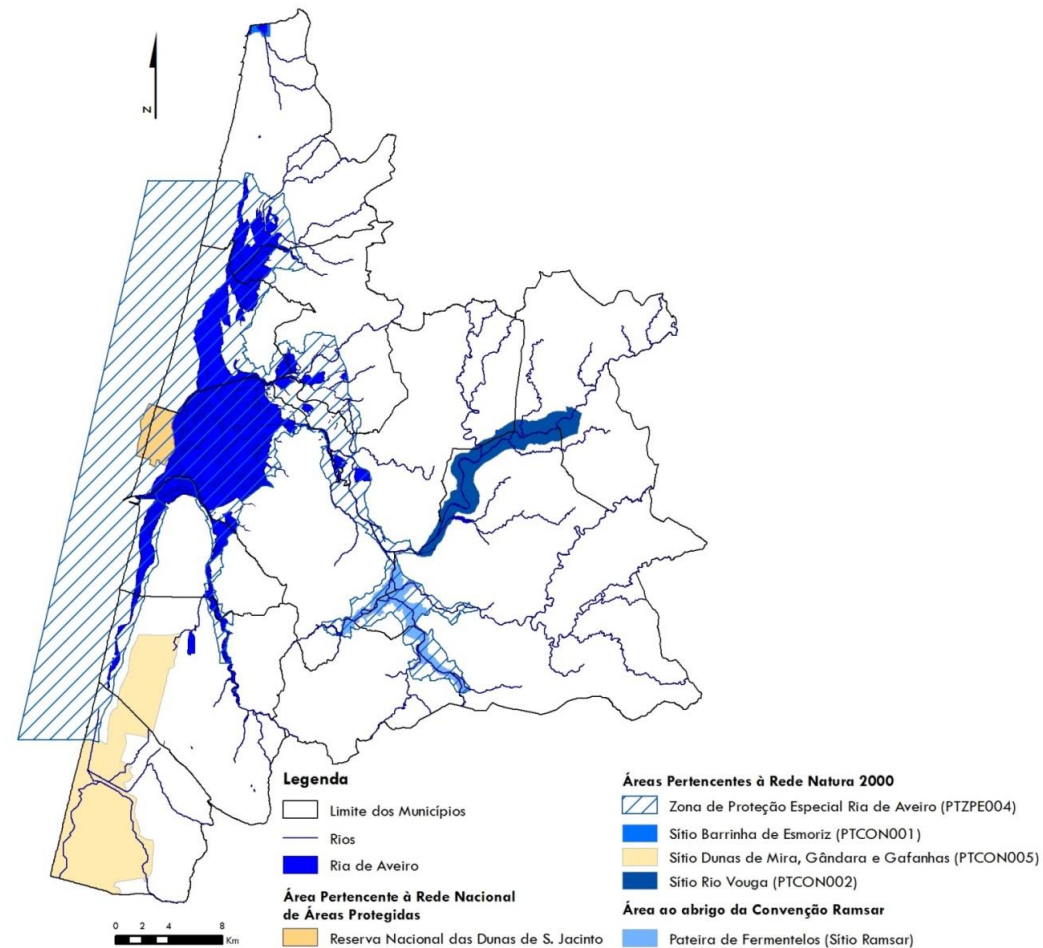 N
Legenda
Limite dos Municípios
Rios
Ria de Aveiro
Área Pertencente à Rede Nacional
de Áreas Protegidas
Reserva Nacional das Dunas de S. Jacinto
0 2 4 8
Km
Áreas Pertencentes à Rede Natura 2000
Zona de Proteção Especial Ria de Aveiro (PTZPE004)
Sítio Barrinha de Esmoriz (PTCON001)
Sítio Dunas de Mira, Gândara e Gafanhas (PTCON005)
Sítio Rio Vouga (PTCON002)
Área ao abrigo da Convenção Ramsar
Pateira de Fermentelos (Sítio Ramsar)